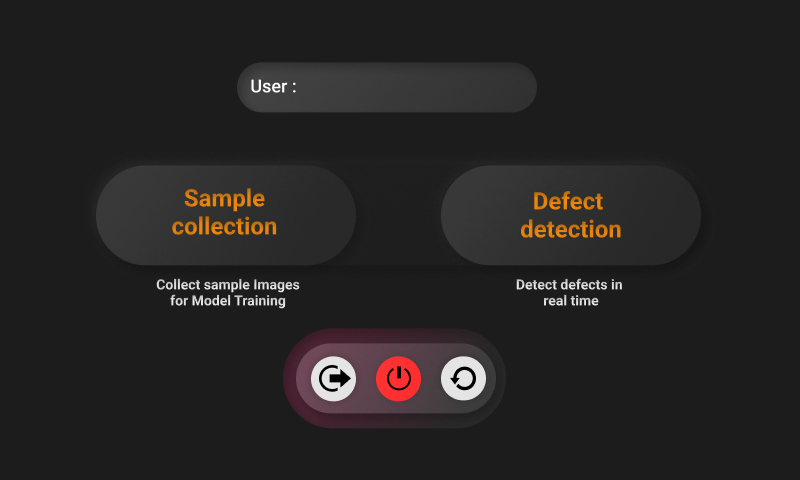 User :
Sample
collection
Defect
detection
Collect sample Images
for Model Training
Detect defects in
real time